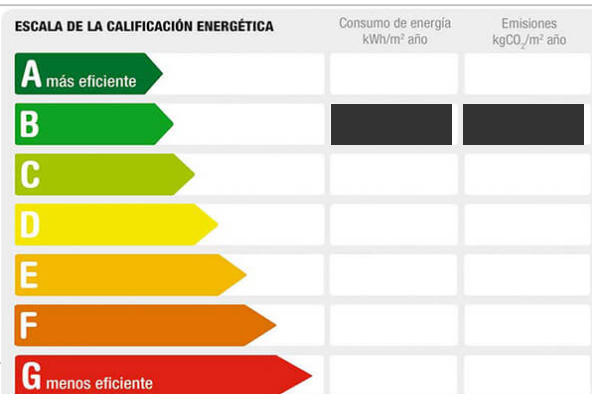 ESCALA DE LA CALIFICACIÓN ENERGÉTICA
Consumo de energía
kWh/m² año
Emisiones
kgCO₂/m² año
A más eficiente
B
C
D
E
F
G menos eficiente